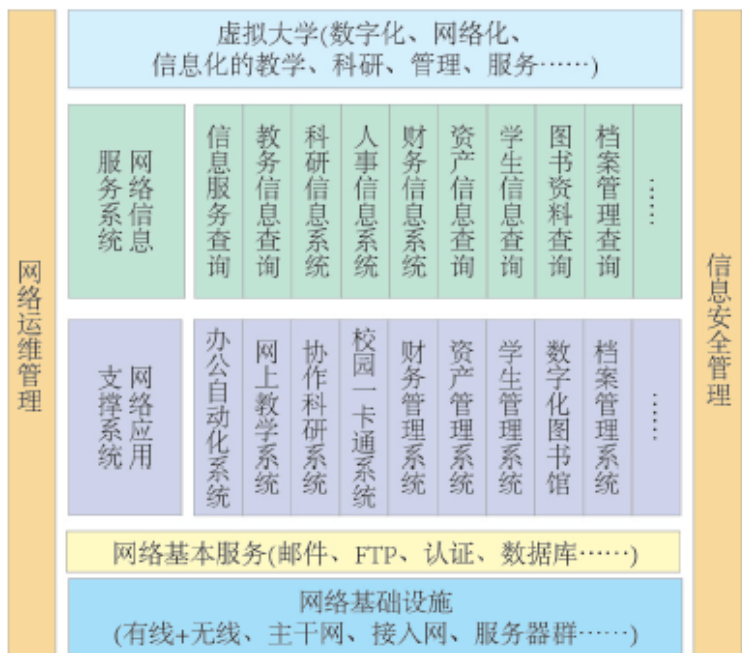 虚拟大学(数字化、网络化、
信息化的教学、科研、管理、服务……)
网络运维管理
网络信息
服务系统
信息服务查询
教务信息查询
科研信息系统
人事信息系统
财务信息系统
资产信息查询
学生信息查询
图书资料查询
档案管理查询
……
网络应用
支撑系统
办公自动化系统
网上教学系统
协作科研系统
校园一卡通系统
财务管理系统
资产管理系统
学生管理系统
数字化图书馆
档案管理系统
……
信息安全管理
网络基本服务(邮件、FTP、认证、数据库……)
网络基础设施
(有线+无线、主干网、接入网、服务器群……)